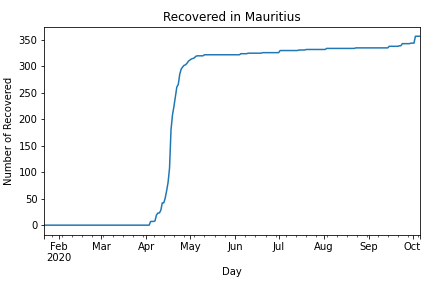 Recovered in Mauritius
Number of Recovered
350
300
250
200
150
100
50
0
Feb Mar Apr May Jun Jul Aug Sep Oct
2020
Day